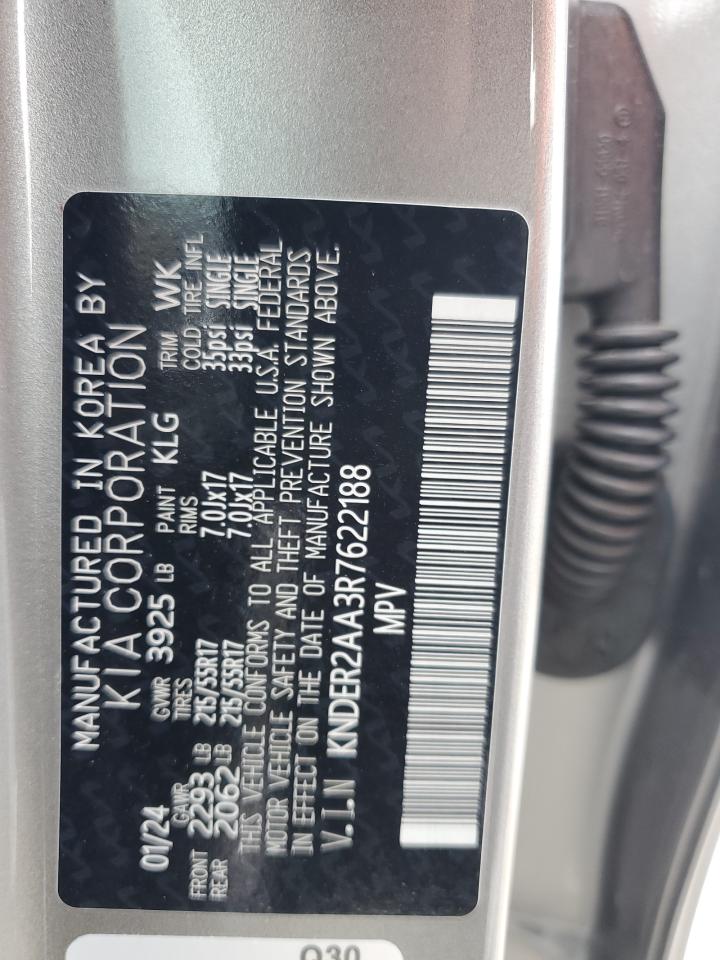 MANUFACTURED IN KOREA BY
KIA CORPORATION
01/24 GVWR 3925 LB PAINT KLG TRIM WK
GAWR TIRES RIMS COLD TIRE INFL
FRONT 2293 LB 215/55R17 7.0Jx17 35psi SINGLE
REAR 2062 LB 215/55R17 7.0Jx17 33psi SINGLE
THIS VEHICLE CONFORMS TO ALL APPLICABLE U.S.A. FEDERAL
MOTOR VEHICLE SAFETY AND THEFT PREVENTION STANDARDS
IN EFFECT ON THE DATE OF MANUFACTURE SHOWN ABOVE.
V.I.N KNDER2AA3R7622188
MPV
Q30